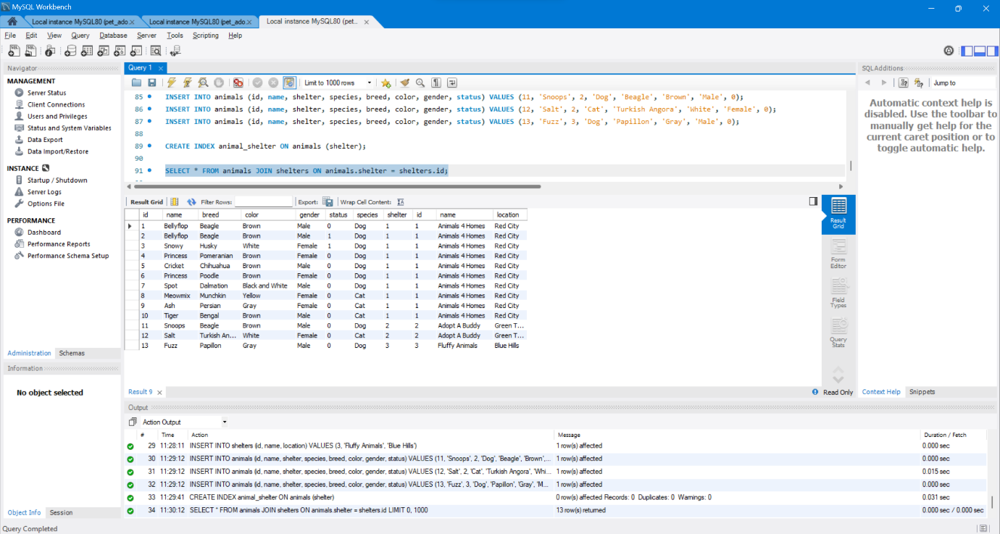 MySQL Workbench
Local instance MySQL80 (pet_ado.× Local instance MySQL80 (pet_ado.× Local instance MySQL80 (pet_.. ×
File Edit View Query Database Server Tools Scripting Help
Navigator
MANAGEMENT
Server Status
Client Connections
Users and Privileges
Status and System Variables
Data Export
Data Import/Restore
INSTANCE
Startup / Shutdown
Server Logs
Options File
PERFORMANCE
Dashboard
Performance Reports
Performance Schema Setup
Administration Schemas
Information
No object selected
Object Info Session
Query Completed
Query 1 ×
Limit to 1000 rows
85 INSERT INTO animals (id, name, shelter, species, breed, color, gender, status) VALUES (11, 'Snoops', 2, 'Dog', 'Beagle', 'Brown', 'Male', 0);
86 INSERT INTO animals (id, name, shelter, species, breed, color, gender, status) VALUES (12, 'Salt', 2, 'Cat', 'Turkish Angora', 'White', 'Female', 0);
87 INSERT INTO animals (id, name, shelter, species, breed, color, gender, status) VALUES (13, 'Fuzz', 3, 'Dog', 'Papillon', 'Gray', 'Male', 0);
88
89 CREATE INDEX animal_shelter ON animals (shelter);
90
91 SELECT * FROM animals JOIN shelters ON animals.shelter = shelters.id;
Result Grid Filter Rows: Export: Wrap Cell Content:
id name breed color gender status species shelter id name location
1 Bellyflop Beagle Brown Male 0 Dog 1 1 Animals 4 Homes Red City
2 Bellyflop Beagle Brown Male 1 Dog 1 1 Animals 4 Homes Red City
3 Snowy Husky White Female 1 Dog 1 1 Animals 4 Homes Red City
4 Princess Pomeranian Brown Female 0 Dog 1 1 Animals 4 Homes Red City
5 Cricket Chihuahua Brown Male 0 Dog 1 1 Animals 4 Homes Red City
6 Princess Poodle Brown Female 0 Dog 1 1 Animals 4 Homes Red City
7 Spot Dalmation Black and White Male 0 Dog 1 1 Animals 4 Homes Red City
8 Meowmix Munchkin Yellow Female 0 Cat 1 1 Animals 4 Homes Red City
9 Ash Persian Gray Female 0 Cat 1 1 Animals 4 Homes Red City
10 Tiger Bengal Brown Male 0 Cat 1 1 Animals 4 Homes Red City
11 Snoops Beagle Brown Male 0 Dog 2 2 Adopt A Buddy Green T...
12 Salt Turkish An... White Female 0 Cat 2 2 Adopt A Buddy Green T...
13 Fuzz Papillon Gray Male 0 Dog 3 3 Fluffy Animals Blue Hills
Result Grid
Form Editor
Field Types
Query Stats
Result 9 × Read Only
SQLAdditions
Jump to
Automatic context help is
disabled. Use the toolbar to
manually get help for the
current caret position or to
toggle automatic help.
Context Help Snippets
Output
Action Output
# Time Action Message Duration / Fetch
29 11:28:11 INSERT INTO shelters (id, name, location) VALUES (3, 'Fluffy Animals', 'Blue Hills') 1 row(s) affected 0.000 sec
30 11:29:12 INSERT INTO animals (id, name, shelter, species, breed, color, gender, status) VALUES (11, 'Snoops', 2, 'Dog', 'Beagle', 'Brown',... 1 row(s) affected 0.000 sec
31 11:29:12 INSERT INTO animals (id, name, shelter, species, breed, color, gender, status) VALUES (12, 'Salt', 2, 'Cat', 'Turkish Angora', 'Whi... 1 row(s) affected 0.015 sec
32 11:29:12 INSERT INTO animals (id, name, shelter, species, breed, color, gender, status) VALUES (13, 'Fuzz', 3, 'Dog', 'Papillon', 'Gray', 'M... 1 row(s) affected 0.000 sec
33 11:29:41 CREATE INDEX animal_shelter ON animals (shelter) 0 row(s) affected Records: 0 Duplicates: 0 Warnings: 0 0.031 sec
34 11:30:12 SELECT * FROM animals JOIN shelters ON animals.shelter = shelters.id LIMIT 0, 1000 13 row(s) returned 0.000 sec / 0.000 sec